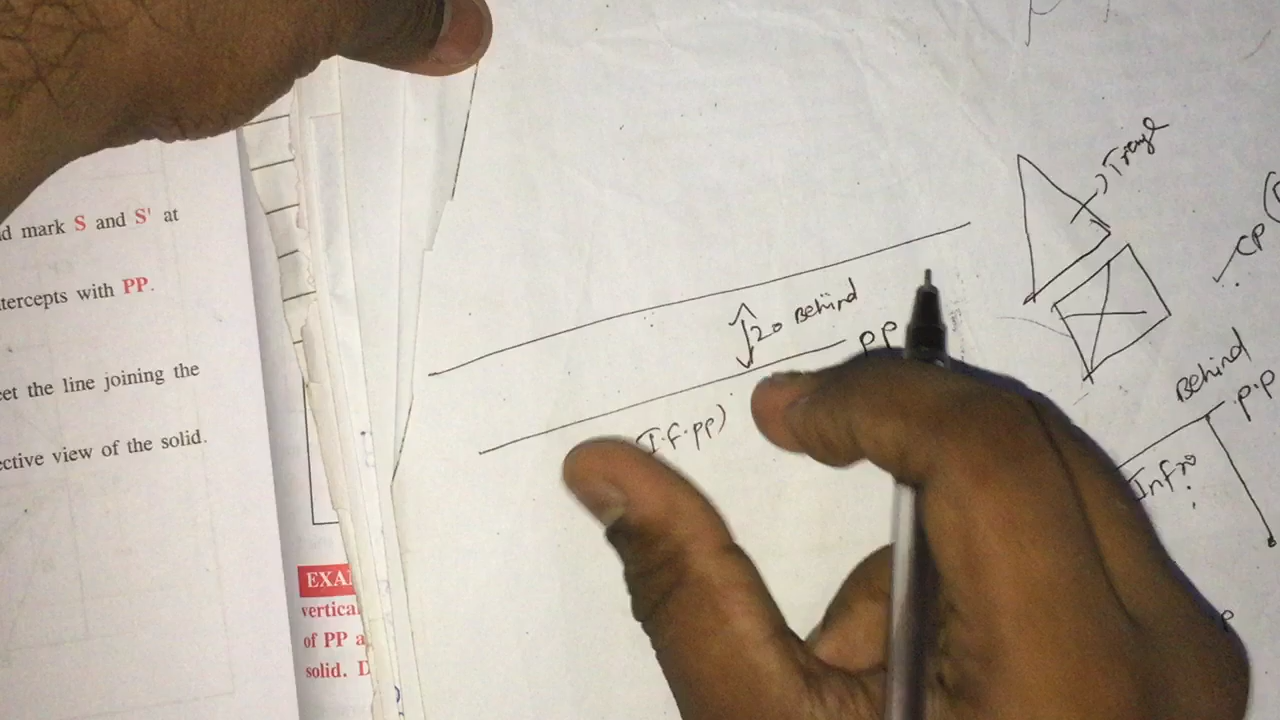 d mark S and S' at
tercepts with PP.
et the line joining the
ective view of the solid.
EXA
vertica
of PP a
solid. D
20 Behind
PP
I.f.pp)
CP
Behind
P.P
Infro